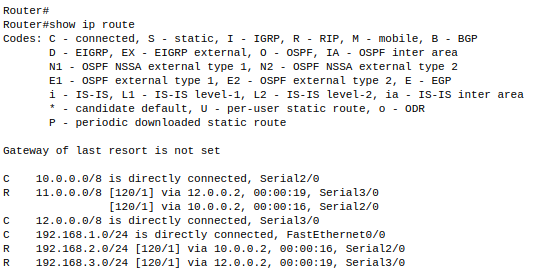 Router#
Router#show ip route
Codes: C - connected, S - static, I - IGRP, R - RIP, M - mobile, B - BGP
       D - EIGRP, EX - EIGRP external, O - OSPF, IA - OSPF inter area
       N1 - OSPF NSSA external type 1, N2 - OSPF NSSA external type 2
       E1 - OSPF external type 1, E2 - OSPF external type 2, E - EGP
       i - IS-IS, L1 - IS-IS level-1, L2 - IS-IS level-2, ia - IS-IS inter area
       * - candidate default, U - per-user static route, o - ODR
       P - periodic downloaded static route

Gateway of last resort is not set

C    10.0.0.0/8 is directly connected, Serial2/0
R    11.0.0.0/8 [120/1] via 12.0.0.2, 00:00:19, Serial3/0
                [120/1] via 10.0.0.2, 00:00:16, Serial2/0
C    12.0.0.0/8 is directly connected, Serial3/0
C    192.168.1.0/24 is directly connected, FastEthernet0/0
R    192.168.2.0/24 [120/1] via 10.0.0.2, 00:00:16, Serial2/0
R    192.168.3.0/24 [120/1] via 12.0.0.2, 00:00:19, Serial3/0